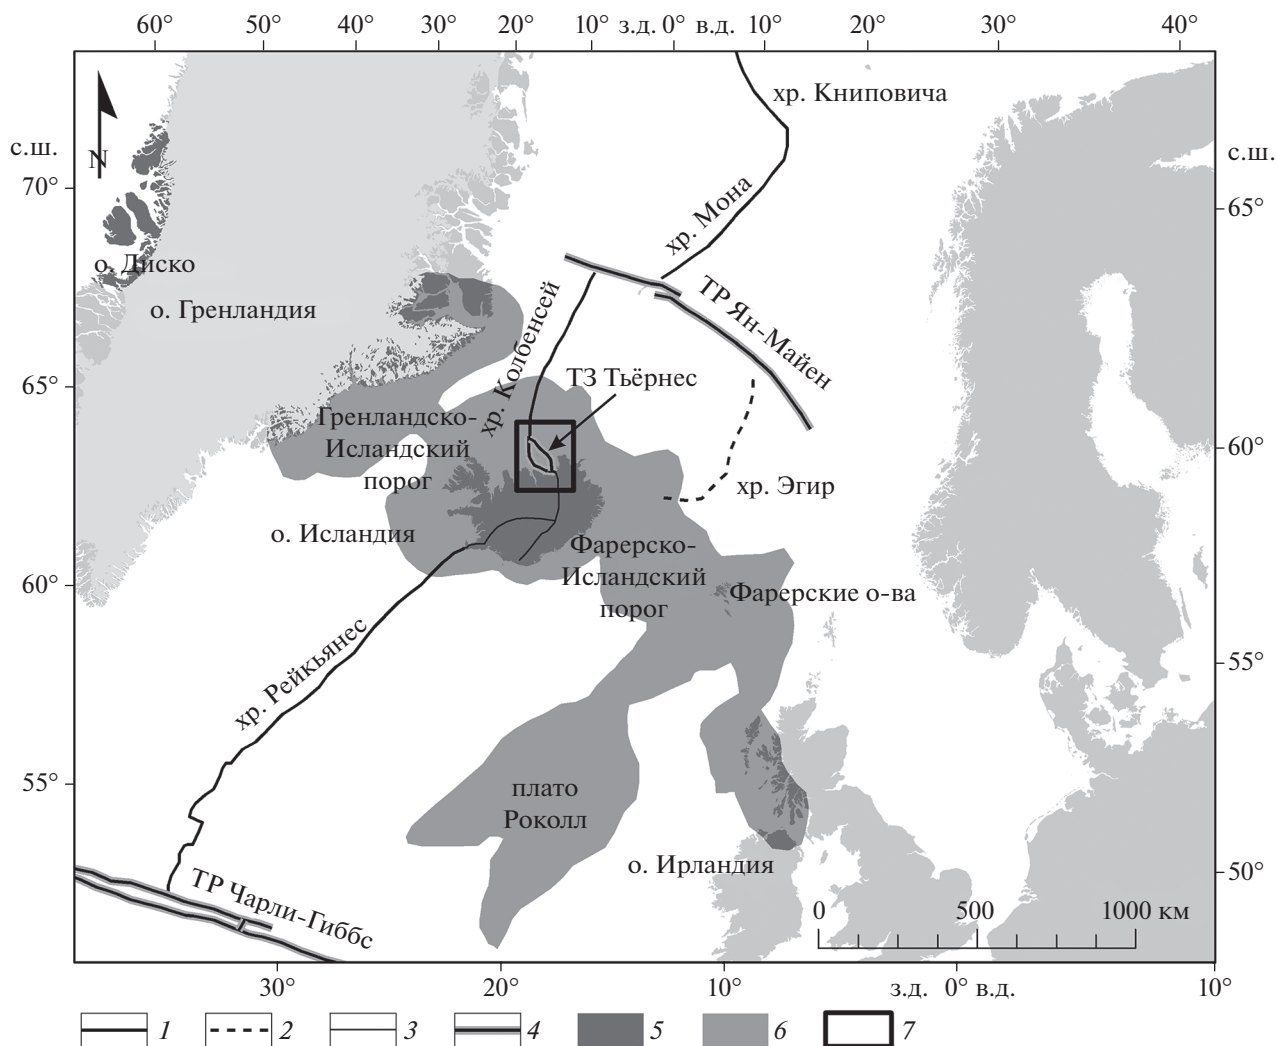 60° 50° 40° 30° 20° 10° з.д. 0° в.д. 10° 20° 30° 40°
хр. Книповича
с.ш.
с.ш.
N
70°
65°
хр. Мона
о. Диско
о. Гренландия
ТР Ян-Майен
хр. Колбенсей
ТЗ Тьёрнес
65°
Гренландско-
Исландский
порог
60°
хр. Эгир
о. Исландия
Фарерско-
Исландский
порог
60°
Фарерские о-ва
хр. Рейкьянес
55°
55°
плато
Роколл
о. Ирландия
50°
ТР Чарли-Гиббс
0 500 1000 км
30° 20° 10° з.д. 0° в.д. 10°
1 2 3 4 5 6 7